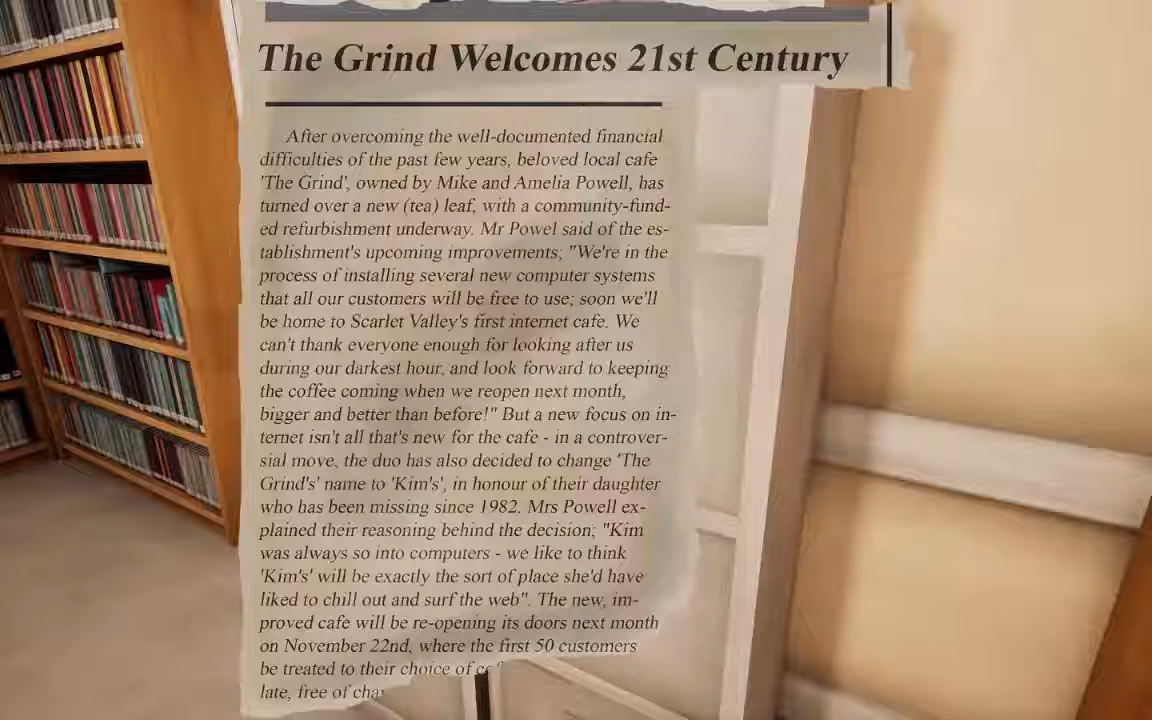 The Grind Welcomes 21st Century
After overcoming the well-documented financial
difficulties of the past few years, beloved local cafe
'The Grind', owned by Mike and Amelia Powell, has
turned over a new (tea) leaf, with a community-fund-
ed refurbishment underway. Mr Powel said of the es-
tablishment's upcoming improvements; "We're in the
process of installing several new computer systems
that all our customers will be free to use; soon we'll
be home to Scarlet Valley's first internet cafe. We
can't thank everyone enough for looking after us
during our darkest hour, and look forward to keeping
the coffee coming when we reopen next month,
bigger and better than before!" But a new focus on in-
ternet isn't all that's new for the cafe - in a controver-
sial move, the duo has also decided to change 'The
Grind's' name to 'Kim's', in honour of their daughter
who has been missing since 1982. Mrs Powell ex-
plained their reasoning behind the decision; "Kim
was always so into computers - we like to think
'Kim's' will be exactly the sort of place she'd have
liked to chill out and surf the web". The new, im-
proved cafe will be re-opening its doors next month
on November 22nd, where the first 50 customers
be treated to their choice of
late, free of